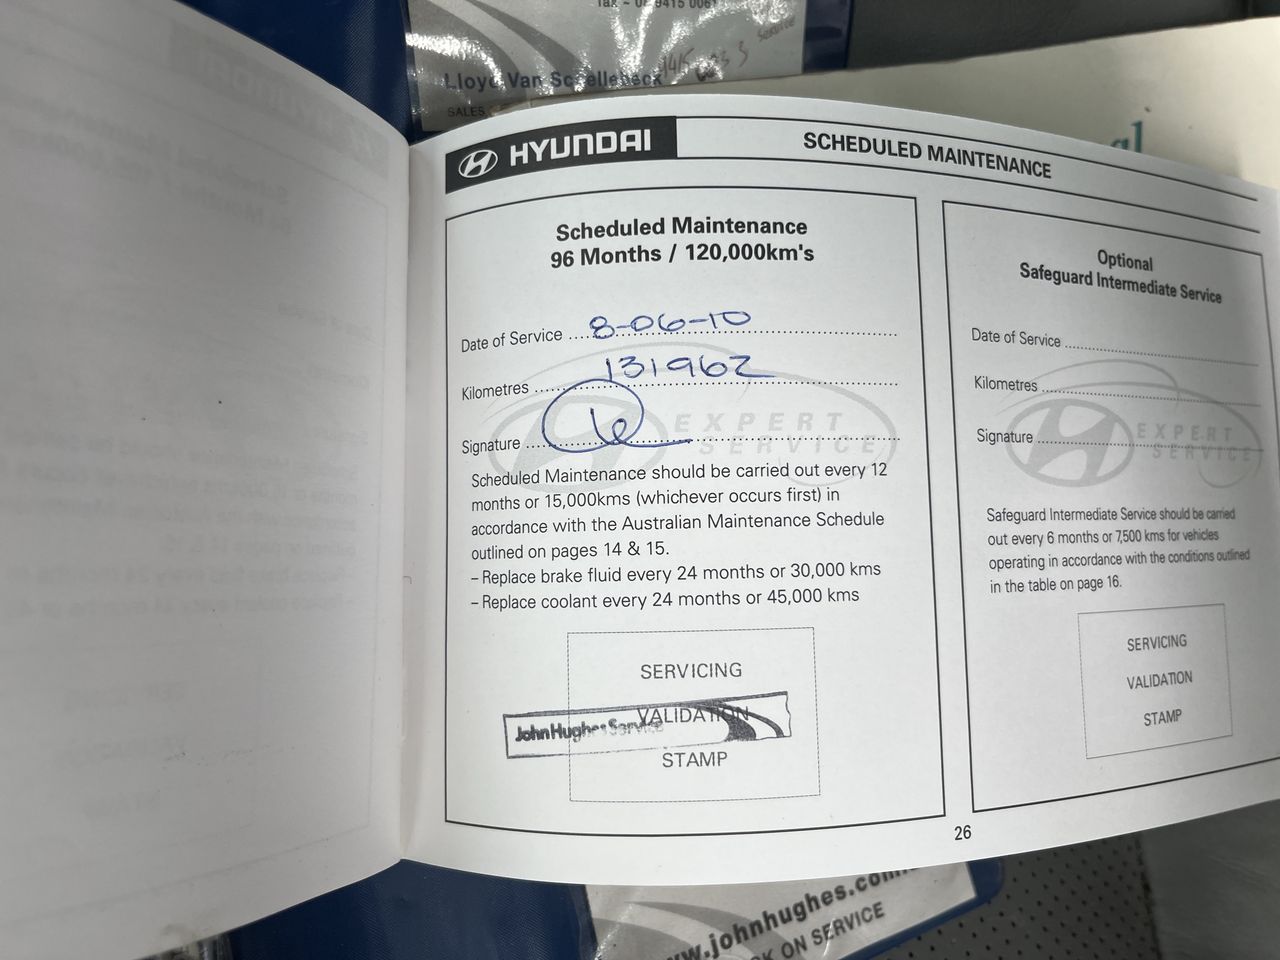 9415 0061
Lloyd Van Schellebeck
SALES
HYUNDAI
SCHEDULED MAINTENANCE
Scheduled Maintenance
96 Months / 120,000km's
Date of Service 8-06-10
Kilometres 131962
Signature
EXPERT
SERVICE
Scheduled Maintenance should be carried out every 12
months or 15,000kms (whichever occurs first) in
accordance with the Australian Maintenance Schedule
outlined on pages 14 & 15.
– Replace brake fluid every 24 months or 30,000 kms
– Replace coolant every 24 months or 45,000 kms
SERVICING
VALIDATION
STAMP
John Hughes Service
Optional
Safeguard Intermediate Service
Date of Service
Kilometres
Signature
EXPERT
SERVICE
Safeguard Intermediate Service should be carried
out every 6 months or 7,500 kms for vehicles
operating in accordance with the conditions outlined
in the table on page 16.
SERVICING
VALIDATION
STAMP
26
www.johnhughes.com
ON SERVICE